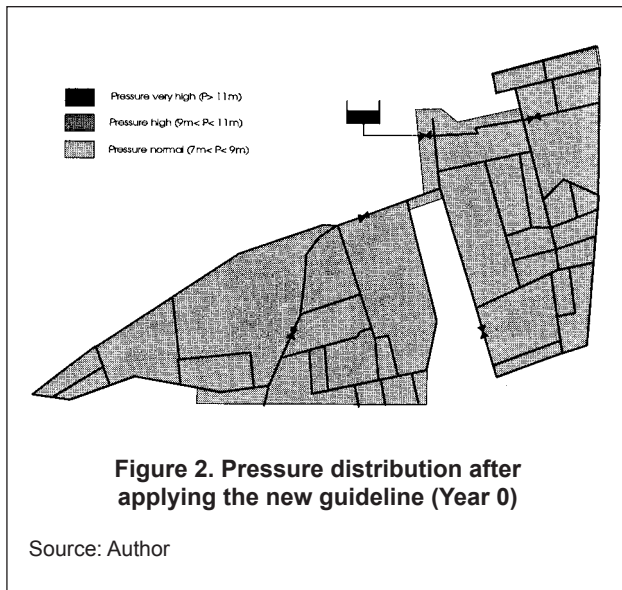 Pressure very high (P> 11m)
Pressure high (9m< P< 11m)
Pressure normal (7m< P< 9m)
Figure 2. Pressure distribution after
applying the new guideline (Year 0)
Source: Author